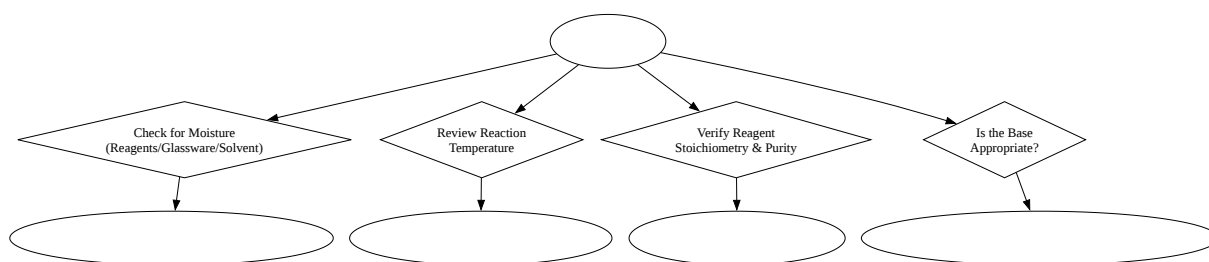 Check for Moisture
(Reagents/Glassware/Solvent)
Review Reaction
Temperature
Verify Reagent
Stoichiometry & Purity
Is the Base
Appropriate?